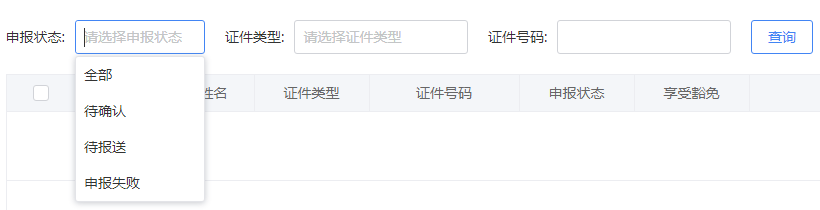 申报状态: 请选择申报状态 证件类型: 请选择证件类型 证件号码: 查询
全部
姓名 证件类型 证件号码 申报状态 享受豁免
待确认
待报送
申报失败